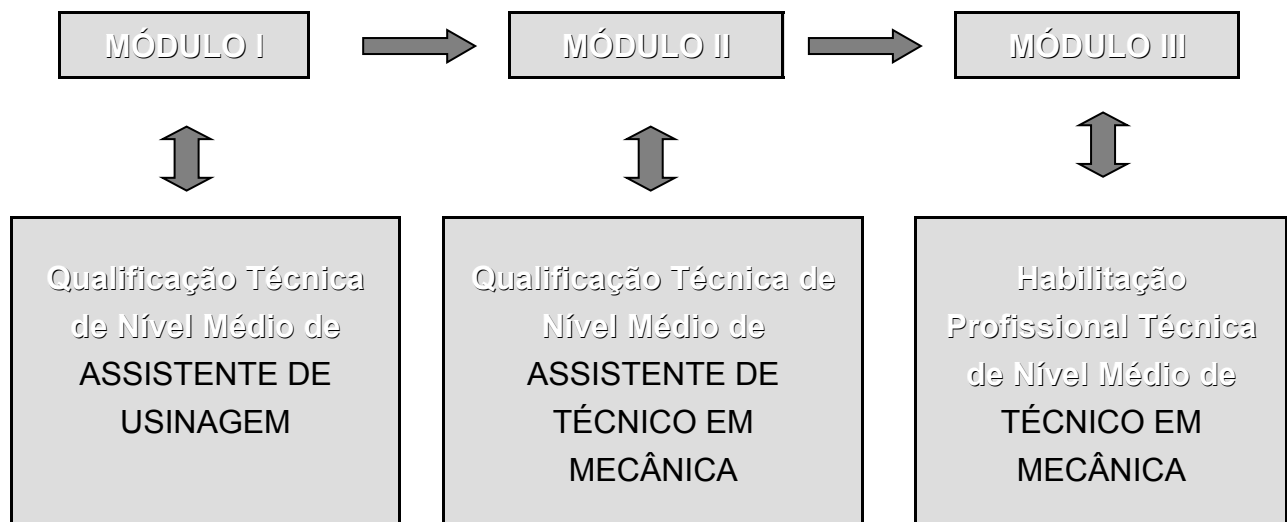 MÓDULO I
MÓDULO II
MÓDULO III
Qualificação Técnica
de Nível Médio de
ASSISTENTE DE
USINAGEM
Qualificação Técnica de
Nível Médio de
ASSISTENTE DE
TÉCNICO EM
MECÂNICA
Habilitação
Profissional Técnica
de Nível Médio de
TÉCNICO EM
MECÂNICA